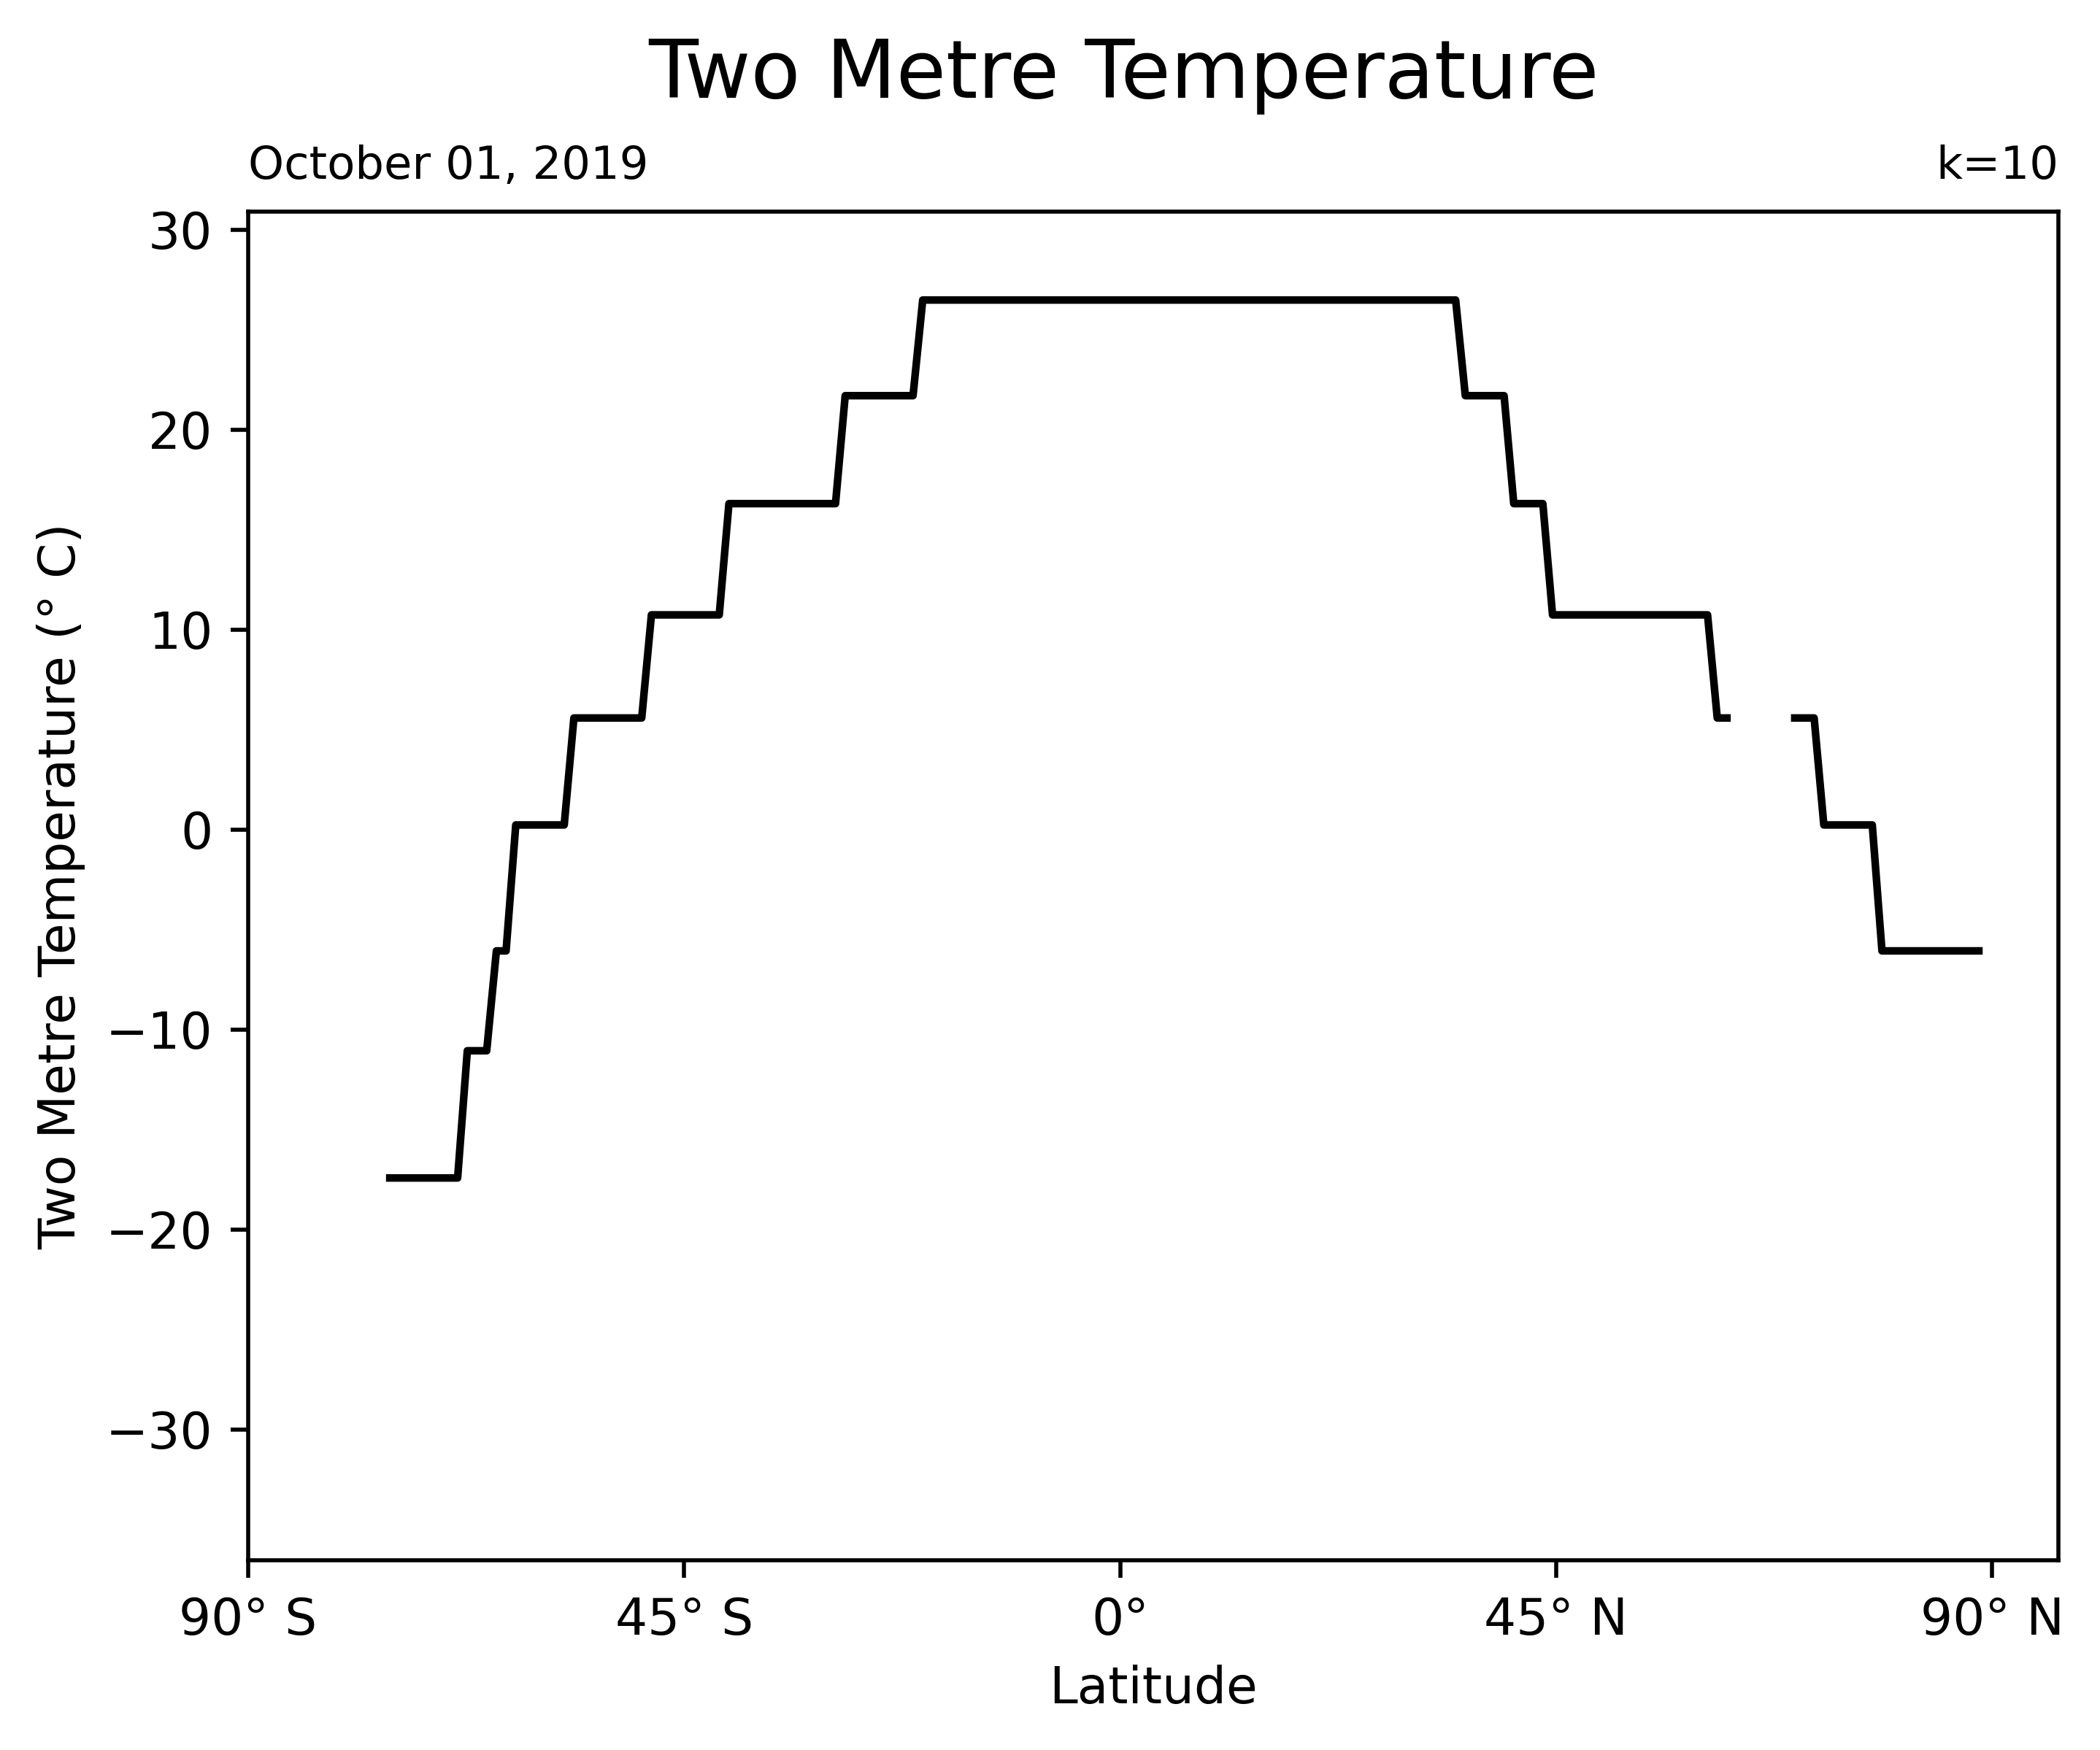 Two Metre Temperature
October 01, 2019
k=10
30
20
10
0
−10
−20
−30
Two Metre Temperature (° C)
90° S
45° S
0°
45° N
90° N
Latitude